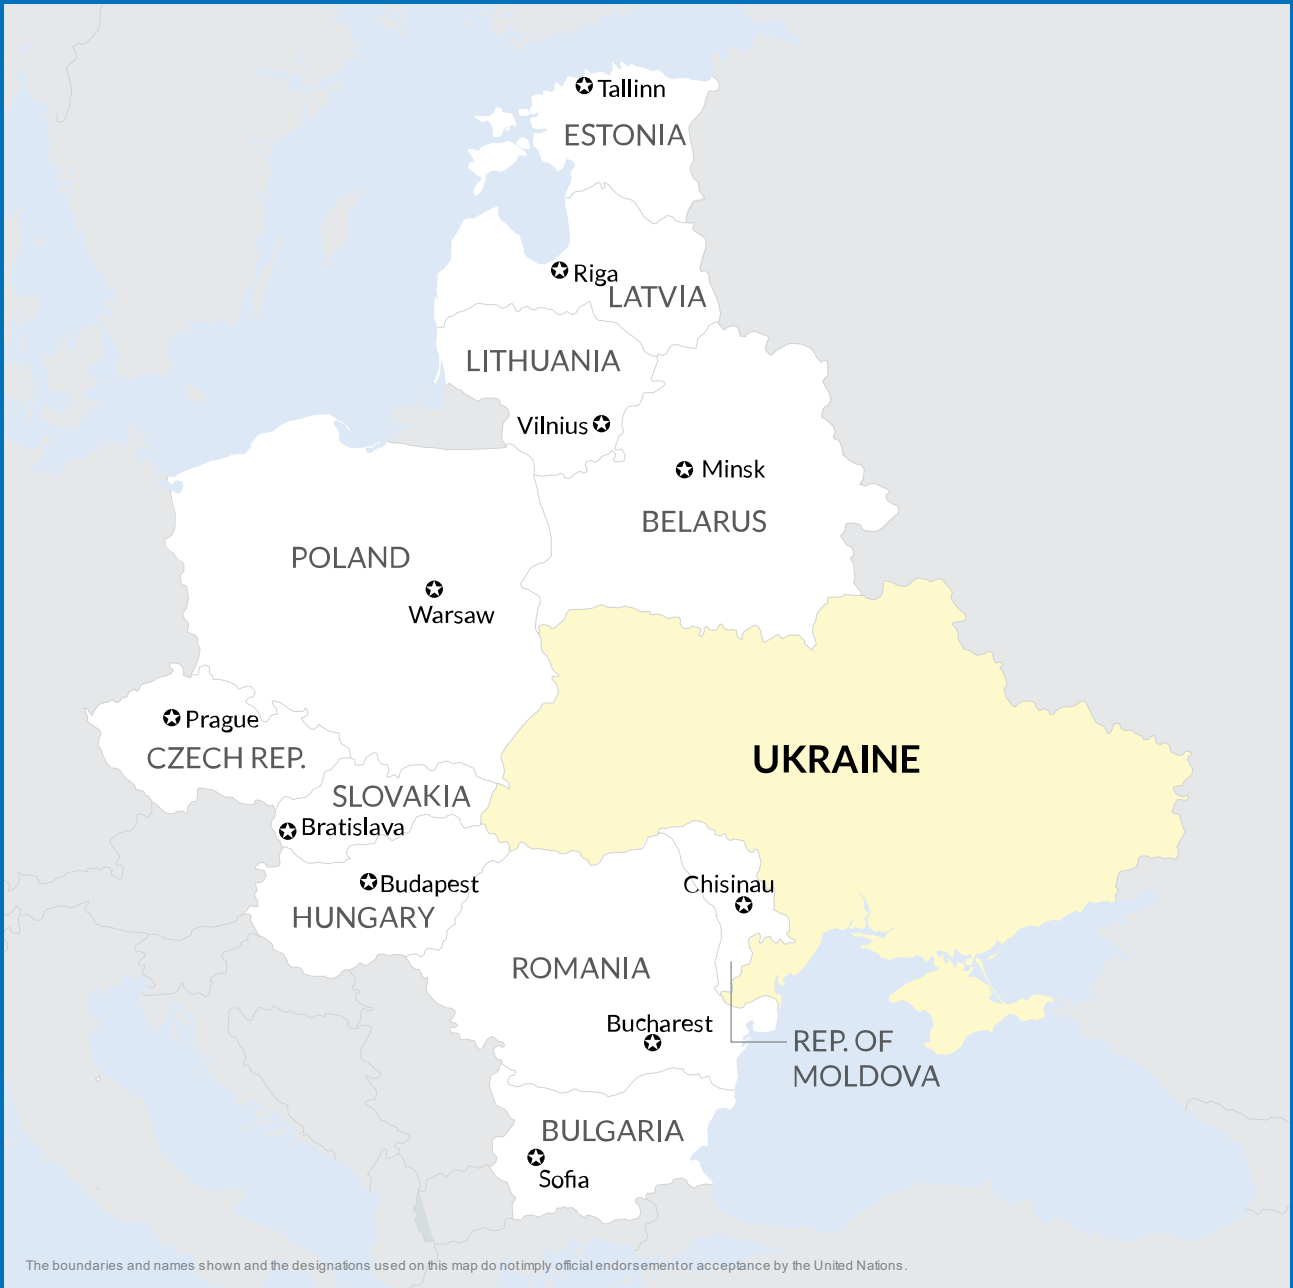 Tallinn
ESTONIA
Riga
LATVIA
LITHUANIA
Vilnius
Minsk
BELARUS
POLAND
Warsaw
Prague
CZECH REP.
UKRAINE
SLOVAKIA
Bratislava
Budapest
HUNGARY
Chisinau
ROMANIA
Bucharest
REP. OF
MOLDOVA
BULGARIA
Sofia
The boundaries and names shown and the designations used on this map do not imply official endorsement or acceptance by the United Nations.